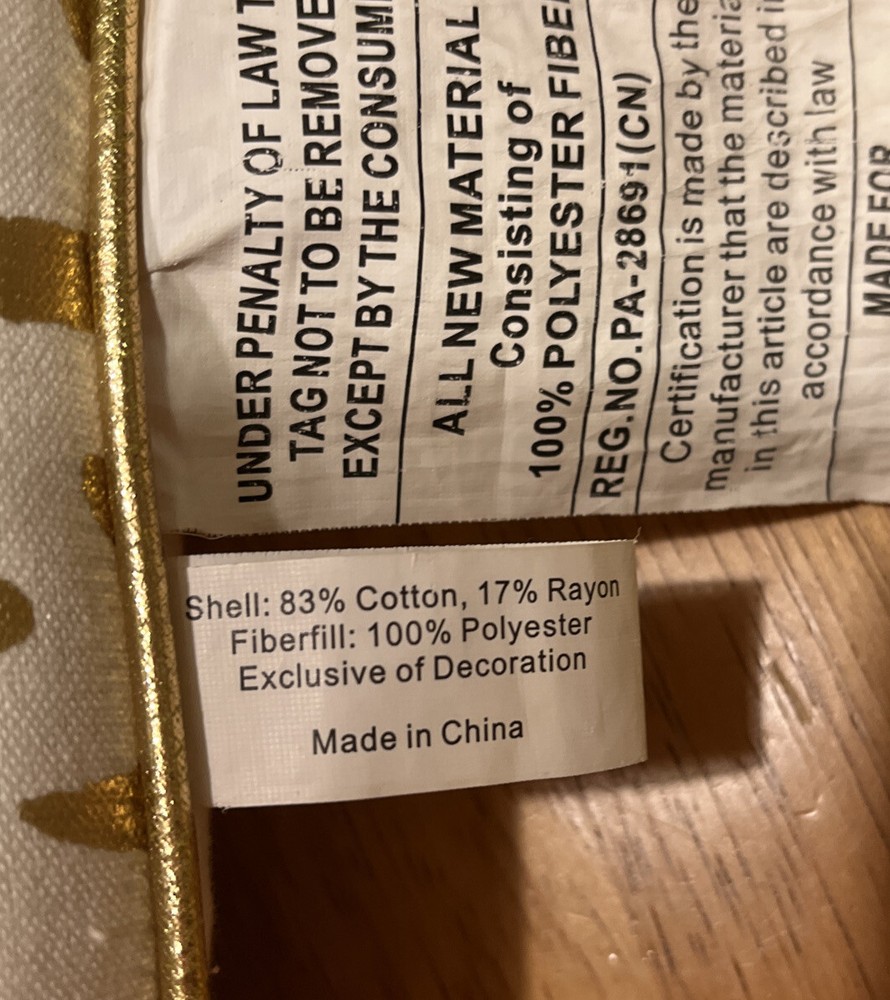 UNDER PENALTY OF LAW
TAG NOT TO BE REMOVE
EXCEPT BY THE CONSUM
ALL NEW MATERIAL
Consisting of
100% POLYESTER FIBE
REG.NO.PA-28691(CN)
Certification is made by the
manufacturer that the materia
in this article are described i
accordance with law
MADE FOR
Shell: 83% Cotton, 17% Rayon
Fiberfill: 100% Polyester
Exclusive of Decoration
Made in China